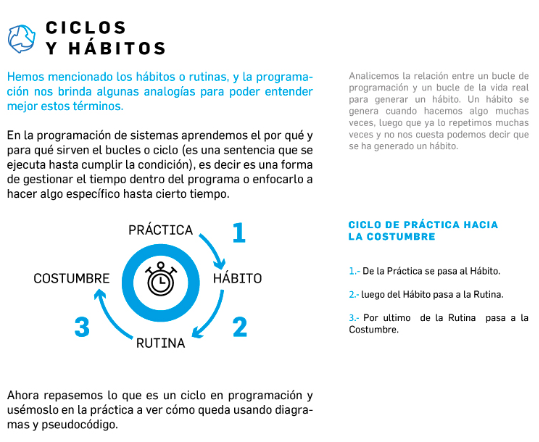 CICLOS
Y HÁBITOS
Hemos mencionado los hábitos o rutinas, y la programa-
ción nos brinda algunas analogías para poder entender
mejor estos términos.
En la programación de sistemas aprendemos el por qué y
para qué sirven el bucles o ciclo (es una sentencia que se
ejecuta hasta cumplir la condición), es decir es una forma
de gestionar el tiempo dentro del programa o enfocarlo a
hacer algo específico hasta cierto tiempo.
PRÁCTICA
1
COSTUMBRE
HÁBITO
3
2
RUTINA
Ahora repasemos lo que es un ciclo en programación y
usémoslo en la práctica a ver cómo queda usando diagra-
mas y pseudocódigo.
Analicemos la relación entre un bucle de
programación y un bucle de la vida real
para generar un hábito. Un hábito se
genera cuando hacemos algo muchas
veces, luego que ya lo repetimos muchas
veces y no nos cuesta podemos decir que
se ha generado un hábito.
CICLO DE PRÁCTICA HACIA
LA COSTUMBRE
1.- De la Práctica se pasa al Hábito.
2.- luego del Hábito pasa a la Rutina.
3.- Por ultimo de la Rutina pasa a la
Costumbre.